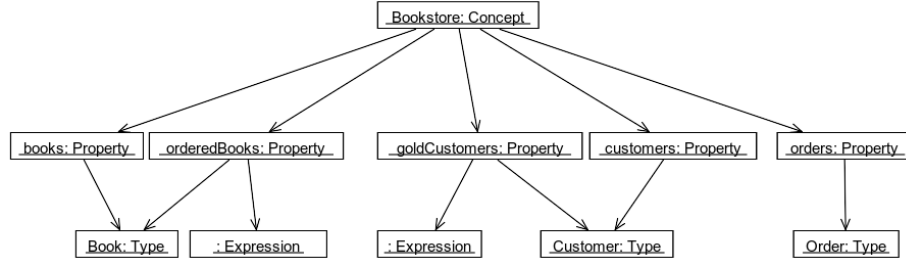 Bookstore: Concept
books: Property
orderedBooks: Property
goldCustomers: Property
customers: Property
orders: Property
Book: Type
: Expression
: Expression
Customer: Type
Order: Type